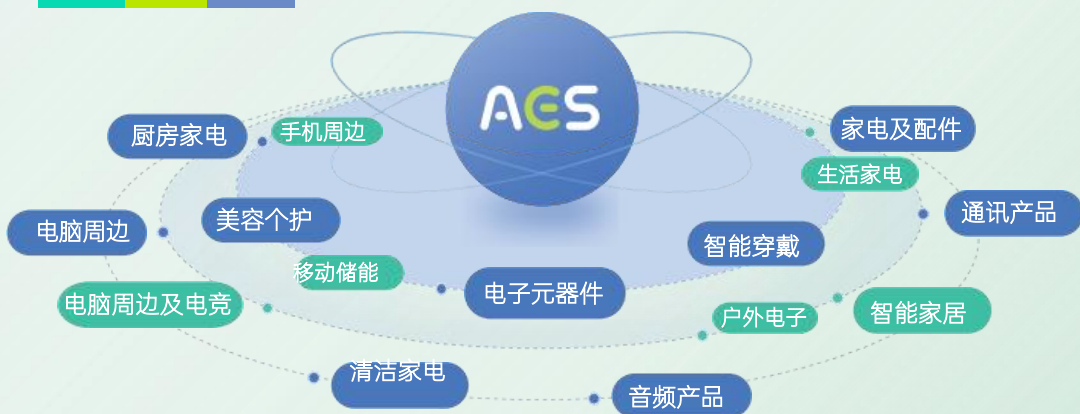 AES
厨房家电
手机周边
家电及配件
生活家电
美容个护
通讯产品
电脑周边
智能穿戴
移动储能
电子元器件
电脑周边及电竞
户外电子
智能家居
清洁家电
音频产品